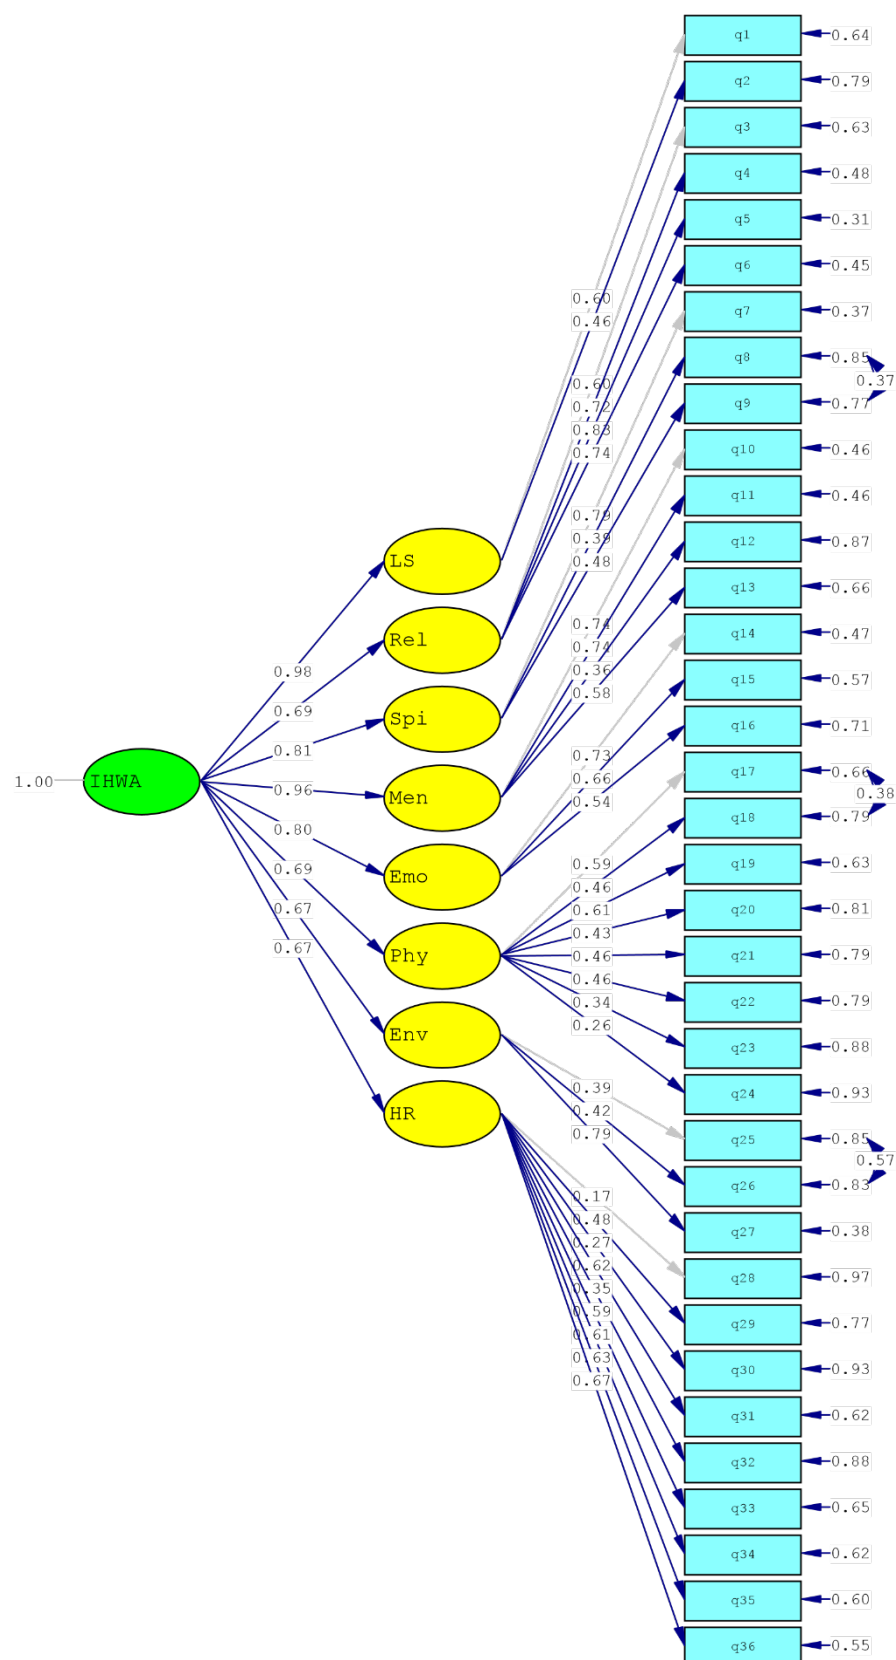 q1 0.64
q2 0.79
q3 0.63
q4 0.48
q5 0.31
q6 0.45
q7 0.37
q8 0.85
0.37
q9 0.77
q10 0.46
q11 0.46
q12 0.87
q13 0.66
q14 0.47
q15 0.57
q16 0.71
q17 0.66
0.38
q18 0.79
q19 0.63
q20 0.81
q21 0.79
q22 0.79
q23 0.88
q24 0.93
q25 0.85
0.57
q26 0.83
q27 0.38
q28 0.97
q29 0.77
q30 0.93
q31 0.62
q32 0.88
q33 0.65
q34 0.62
q35 0.60
q36 0.55
0.60
0.46
0.60
0.72
0.83
0.74
0.79
0.39
0.48
0.74
0.74
0.36
0.58
0.73
0.66
0.54
0.59
0.46
0.61
0.43
0.46
0.46
0.34
0.26
0.39
0.42
0.79
0.17
0.48
0.27
0.62
0.35
0.59
0.61
0.63
0.67
LS
Rel
Spi
Men
Emo
Phy
Env
HR
0.98
0.69
0.81
0.96
0.80
0.69
0.67
0.67
1.00 IHWA